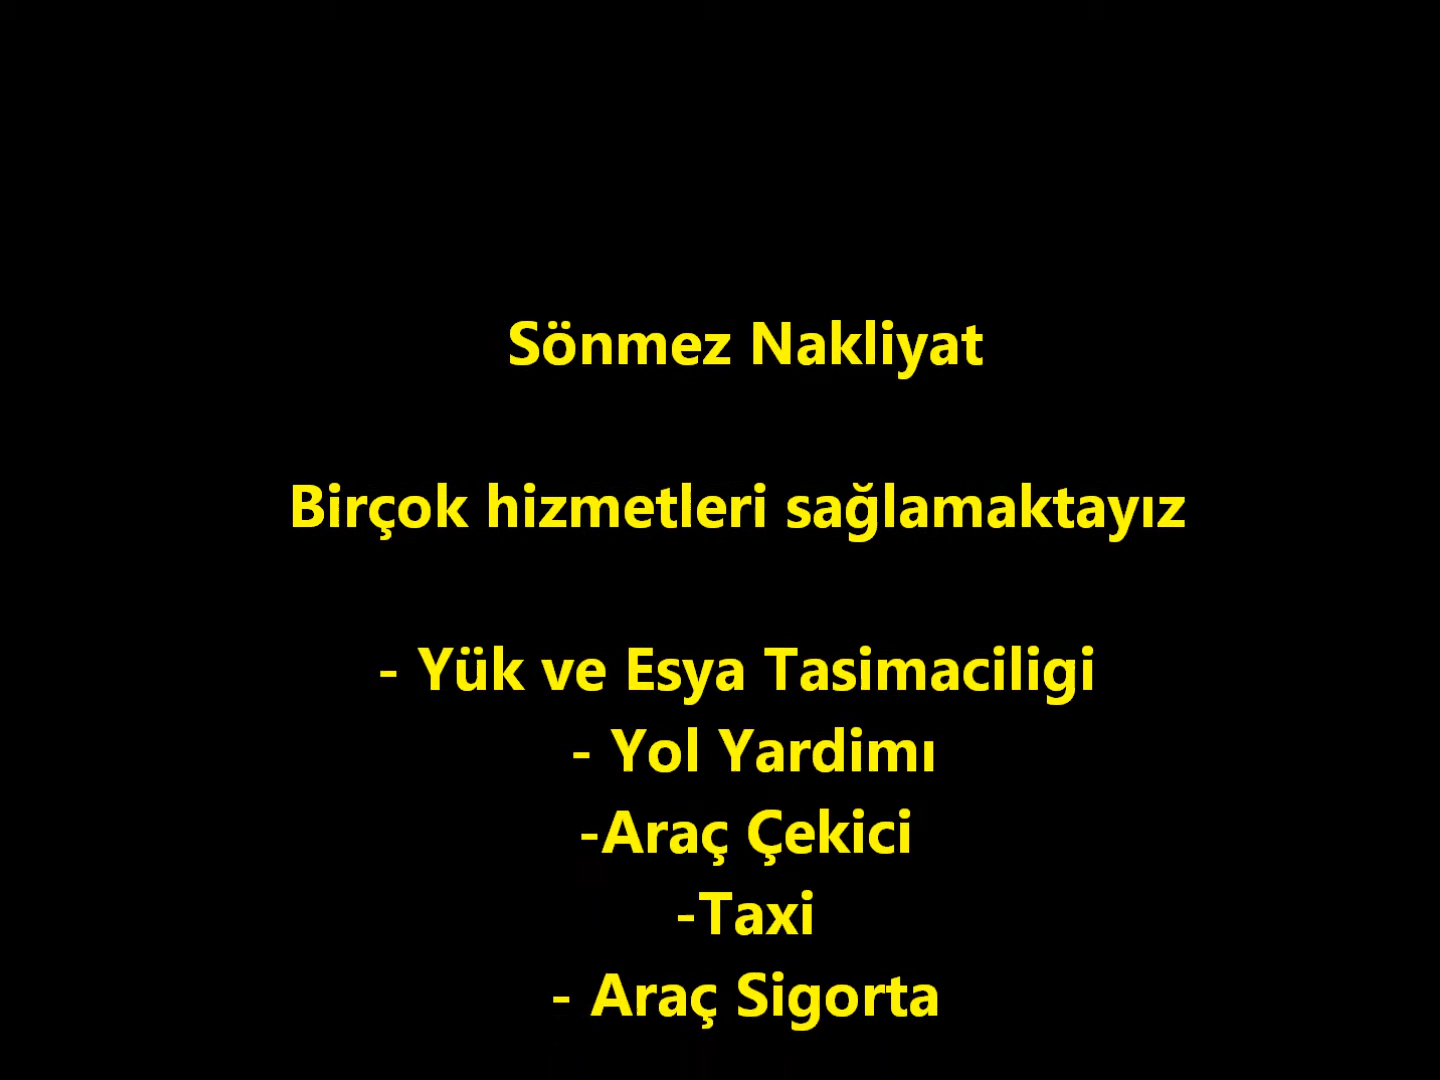 Sönmez Nakliyat
Birçok hizmetleri sağlamaktayız
- Yük ve Esya Tasimaciligi
- Yol Yardimı
-Araç Çekici
-Taxi
- Araç Sigorta